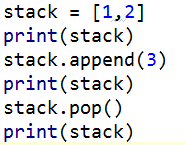 stack = [1,2]
print(stack)
stack.append(3)
print(stack)
stack.pop()
print(stack)